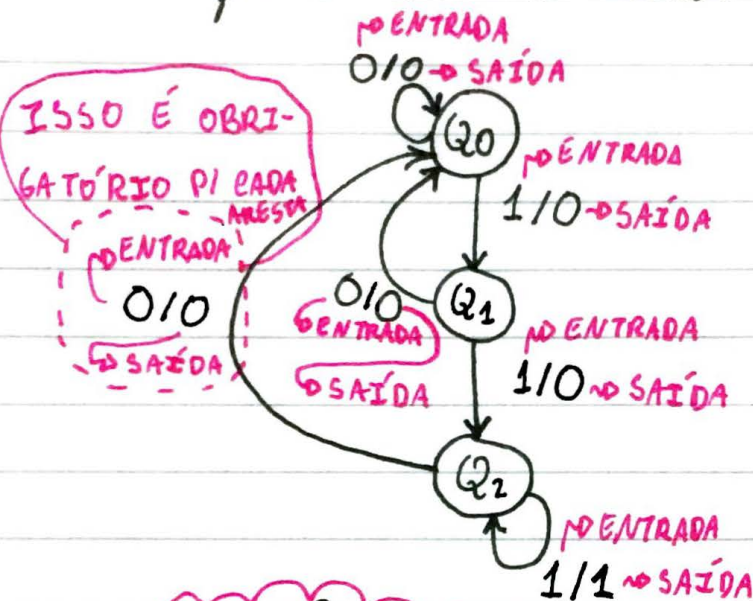 ENTRADA
0/0 → SAÍDA
ISSO É OBRI-
GATÓRIO P/ CADA
ARESTA
ENTRADA
0/0
SAÍDA
Q0
ENTRADA
1/0 → SAÍDA
0/0
ENTRADA
SAÍDA
Q1
ENTRADA
1/0 → SAÍDA
Q2
ENTRADA
1/1 → SAÍDA